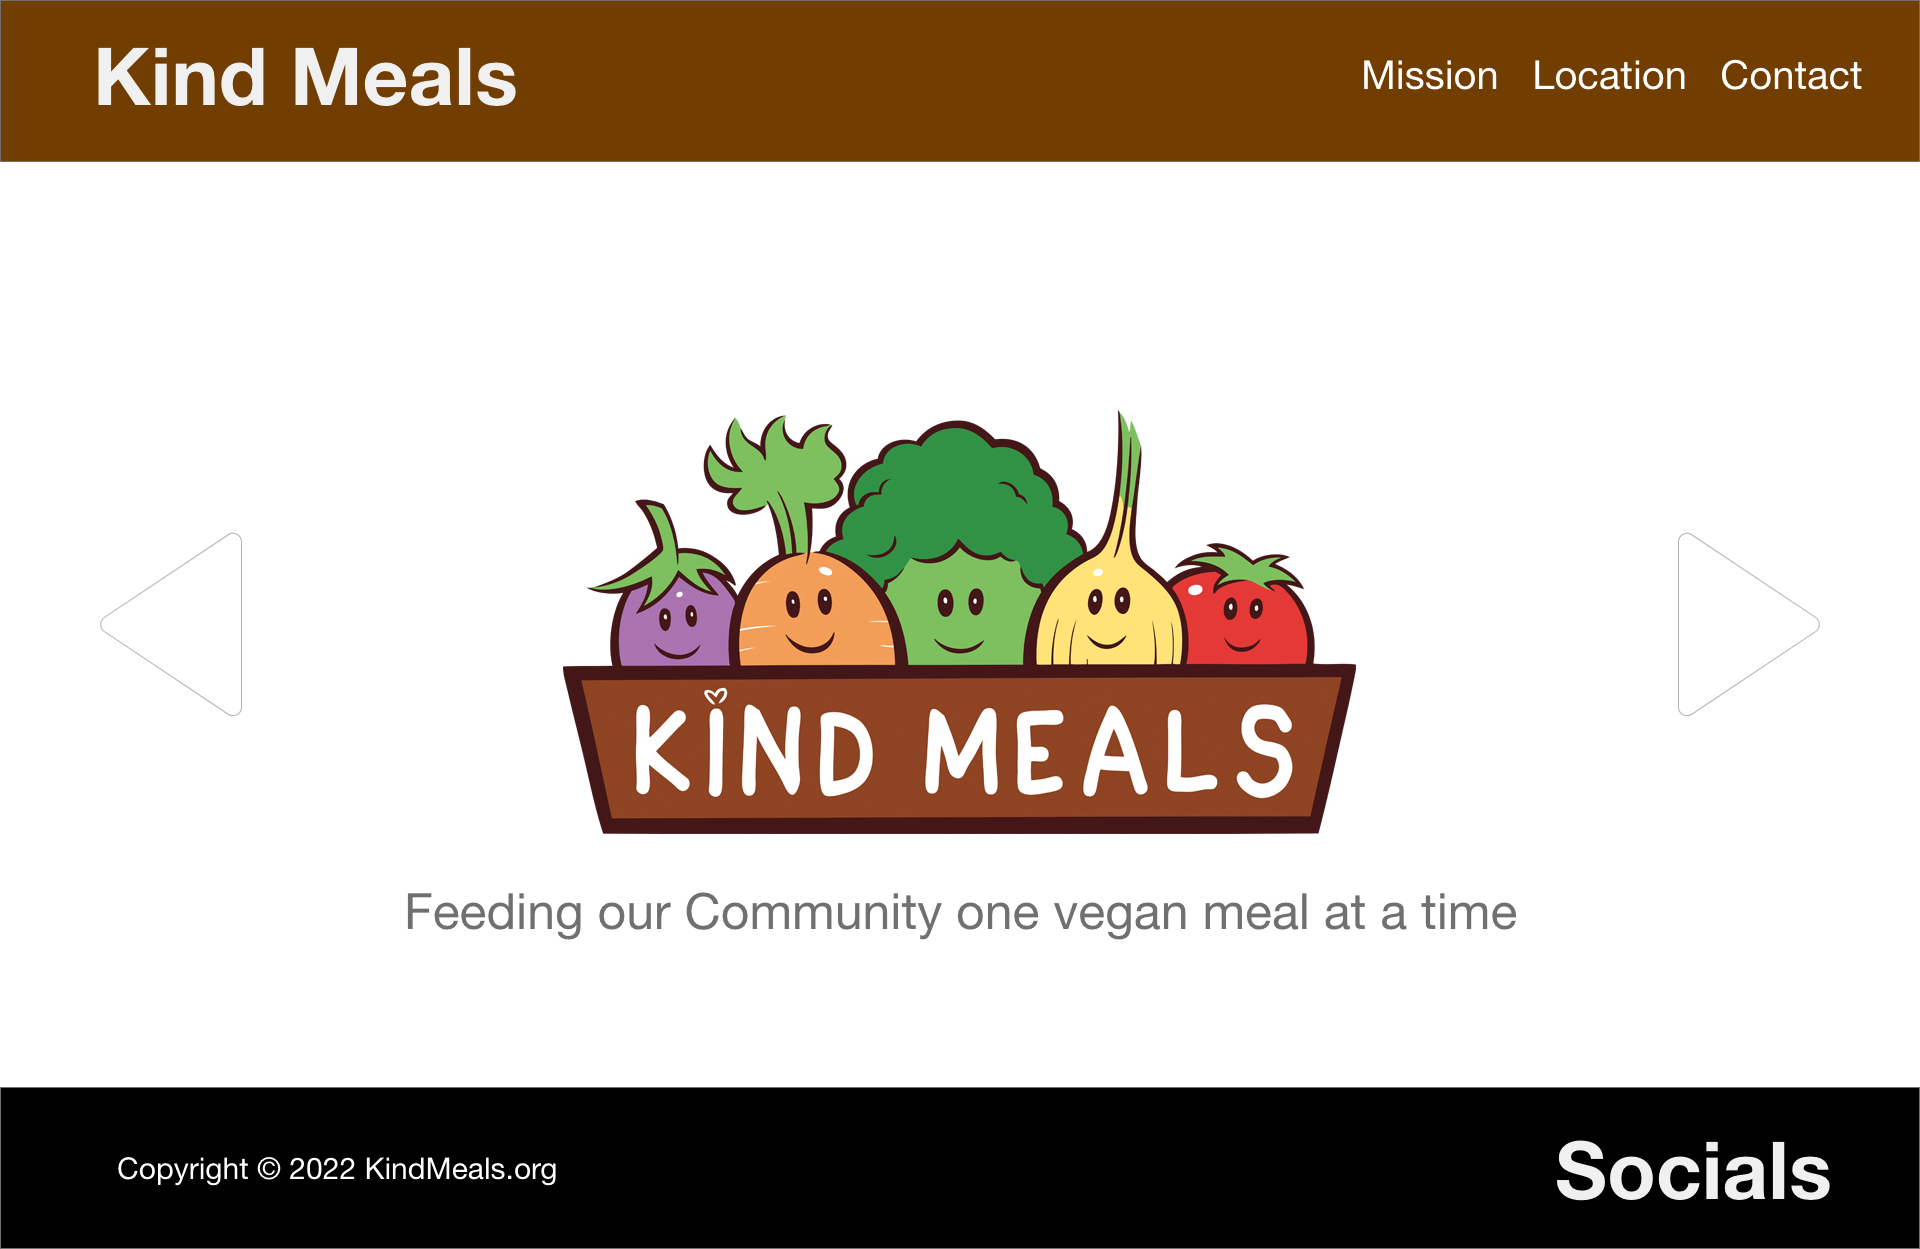 Kind Meals
Mission Location Contact
KIND MEALS
Feeding our Community one vegan meal at a time
Copyright © 2022 KindMeals.org
Socials